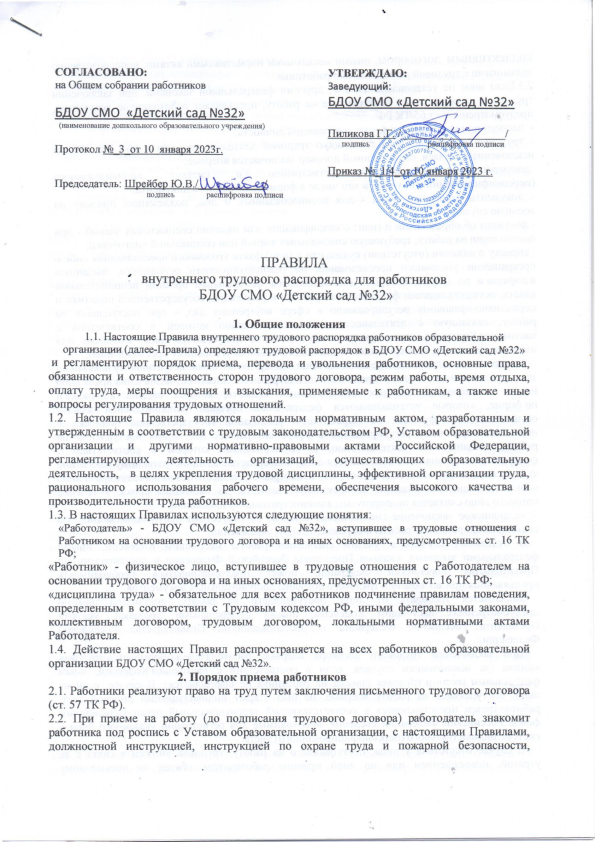 СОГЛАСОВАНО:
на Общем собрании работников
БДОУ СМО «Детский сад №32»
(наименование дошкольного образовательного учреждения)
Протокол № 3 от 10 января 2023г.
Председатель: Шрейбер Ю.В./Шрейбер
подпись расшифровка подписи
УТВЕРЖДАЮ:
Заведующий:
БДОУ СМО «Детский сад №32»
Пиликова Г.Г. /
подпись расшифровка подписи
Приказ № 1/4 от 10 января 2023 г.
«Детский сад
№ 32»
ПРАВИЛА
внутреннего трудового распорядка для работников
БДОУ СМО «Детский сад №32»
1. Общие положения
1.1. Настоящие Правила внутреннего трудового распорядка работников образовательной
организации (далее-Правила) определяют трудовой распорядок в БДОУ СМО «Детский сад №32»
и регламентируют порядок приема, перевода и увольнения работников, основные права,
обязанности и ответственность сторон трудового договора, режим работы, время отдыха,
оплату труда, меры поощрения и взыскания, применяемые к работникам, а также иные
вопросы регулирования трудовых отношений.
1.2. Настоящие Правила являются локальным нормативным актом, разработанным и
утвержденным в соответствии с трудовым законодательством РФ, Уставом образовательной
организации и другими нормативно-правовыми актами Российской Федерации,
регламентирующих деятельность организаций, осуществляющих образовательную
деятельность, в целях укрепления трудовой дисциплины, эффективной организации труда,
рационального использования рабочего времени, обеспечения высокого качества и
производительности труда работников.
1.3. В настоящих Правилах используются следующие понятия:
«Работодатель» - БДОУ СМО «Детский сад №32», вступившее в трудовые отношения с
Работником на основании трудового договора и на иных основаниях, предусмотренных ст. 16 ТК
РФ;
«Работник» - физическое лицо, вступившее в трудовые отношения с Работодателем на
основании трудового договора и на иных основаниях, предусмотренных ст. 16 ТК РФ;
«дисциплина труда» - обязательное для всех работников подчинение правилам поведения,
определенным в соответствии с Трудовым кодексом РФ, иными федеральными законами,
коллективным договором, трудовым договором, локальными нормативными актами
Работодателя.
1.4. Действие настоящих Правил распространяется на всех работников образовательной
организации БДОУ СМО «Детский сад №32».
2. Порядок приема работников
2.1. Работники реализуют право на труд путем заключения письменного трудового договора
(ст. 57 ТК РФ).
2.2. При приеме на работу (до подписания трудового договора) работодатель знакомит
работника под роспись с Уставом образовательной организации, с настоящими Правилами,
должностной инструкцией, инструкцией по охране труда и пожарной безопасности,